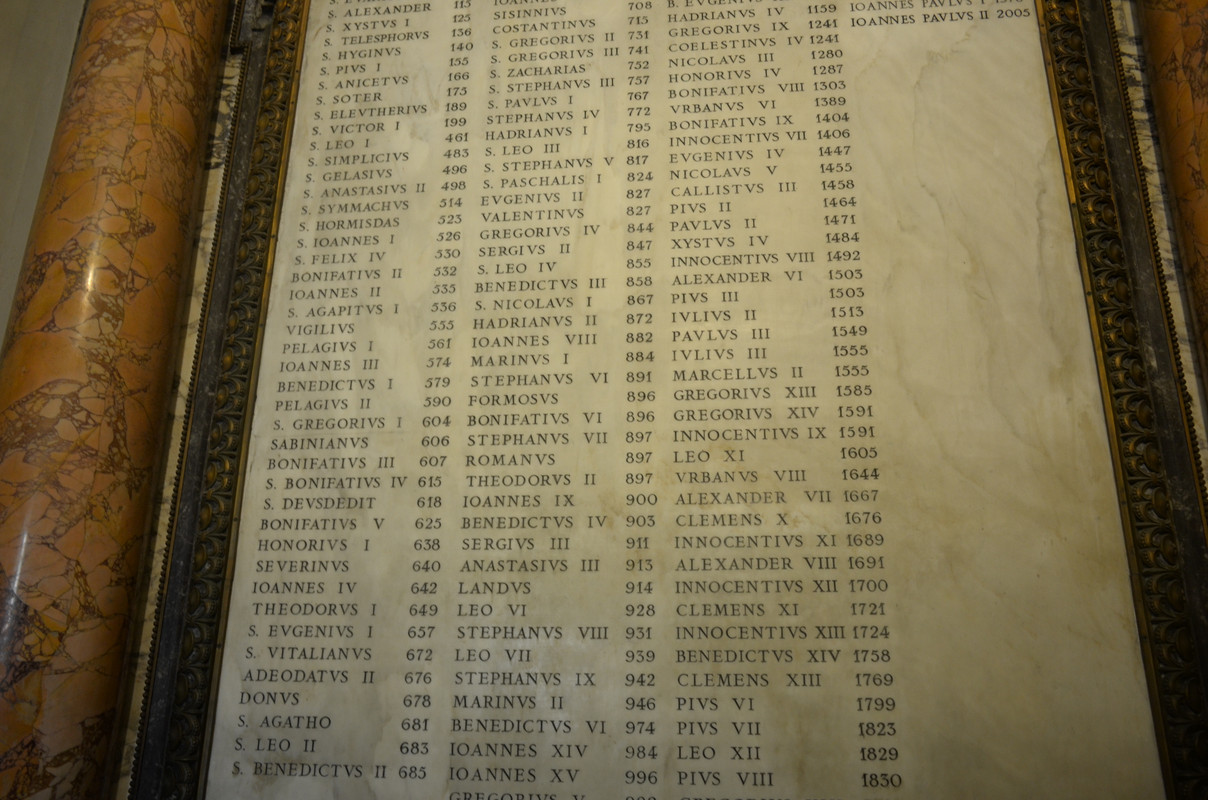 S. ALEXANDER 115
S. XYSTVS I 125
S. TELESPHORVS 136
S. HYGINVS 140
S. PIVS I 155
S. ANICETVS 166
S. SOTER 175
S. ELEVTHERIVS 189
S. VICTOR I 199
S. LEO I 461
S. SIMPLICIVS 483
S. GELASIVS 496
S. ANASTASIVS II 498
S. SYMMACHVS 514
S. HORMISDAS 523
S. IOANNES I 526
S. FELIX IV 530
BONIFATIVS II 532
IOANNES II 535
S. AGAPITVS I 536
VIGILIVS 555
PELAGIVS I 561
IOANNES III 574
BENEDICTVS I 579
PELAGIVS II 590
S. GREGORIVS I 604
SABINIANVS 606
BONIFATIVS III 607
S. BONIFATIVS IV 615
S. DEVSDEDIT 618
BONIFATIVS V 625
HONORIVS I 638
SEVERINVS 640
IOANNES IV 642
THEODORVS I 649
S. EVGENIVS I 657
S. VITALIANVS 672
ADEODATVS II 676
DONVS 678
S. AGATHO 681
S. LEO II 683
S. BENEDICTVS II 685
SISINNIVS 708
COSTANTINVS 715
S. GREGORIVS II 731
S. GREGORIVS III 741
S. ZACHARIAS 752
S. STEPHANVS III 757
S. PAVLVS I 767
STEPHANVS IV 772
HADRIANVS I 795
S. LEO III 816
S. STEPHANVS V 817
S. PASCHALIS I 824
EVGENIVS II 827
VALENTINVS 827
GREGORIVS IV 844
SERGIVS II 847
S. LEO IV 855
BENEDICTVS III 858
S. NICOLAVS I 867
HADRIANVS II 872
IOANNES VIII 882
MARINVS I 884
STEPHANVS VI 891
FORMOSVS 896
BONIFATIVS VI 896
STEPHANVS VII 897
ROMANVS 897
THEODORVS II 897
IOANNES IX 900
BENEDICTVS IV 903
SERGIVS III 911
ANASTASIVS III 913
LANDVS 914
LEO VI 928
STEPHANVS VIII 931
LEO VII 939
STEPHANVS IX 942
MARINVS II 946
BENEDICTVS VI 974
IOANNES XIV 984
IOANNES XV 996
HADRIANVS IV 1159
GREGORIVS IX 1241
COELESTINVS IV 1241
NICOLAVS III 1280
HONORIVS IV 1287
BONIFATIVS VIII 1303
VRBANVS VI 1389
BONIFATIVS IX 1404
INNOCENTIVS VII 1406
EVGENIVS IV 1447
NICOLAVS V 1455
CALLISTVS III 1458
PIVS II 1464
PAVLVS II 1471
XYSTVS IV 1484
INNOCENTIVS VIII 1492
ALEXANDER VI 1503
PIVS III 1503
IVLIVS II 1513
PAVLVS III 1549
IVLIVS III 1555
MARCELLVS II 1555
GREGORIVS XIII 1585
GREGORIVS XIV 1591
INNOCENTIVS IX 1591
LEO XI 1605
VRBANVS VIII 1644
ALEXANDER VII 1667
CLEMENS X 1676
INNOCENTIVS XI 1689
ALEXANDER VIII 1691
INNOCENTIVS XII 1700
CLEMENS XI 1721
INNOCENTIVS XIII 1724
BENEDICTVS XIV 1758
CLEMENS XIII 1769
PIVS VI 1799
PIVS VII 1823
LEO XII 1829
PIVS VIII 1830
IOANNES PAVLVS I
IOANNES PAVLVS II 2005